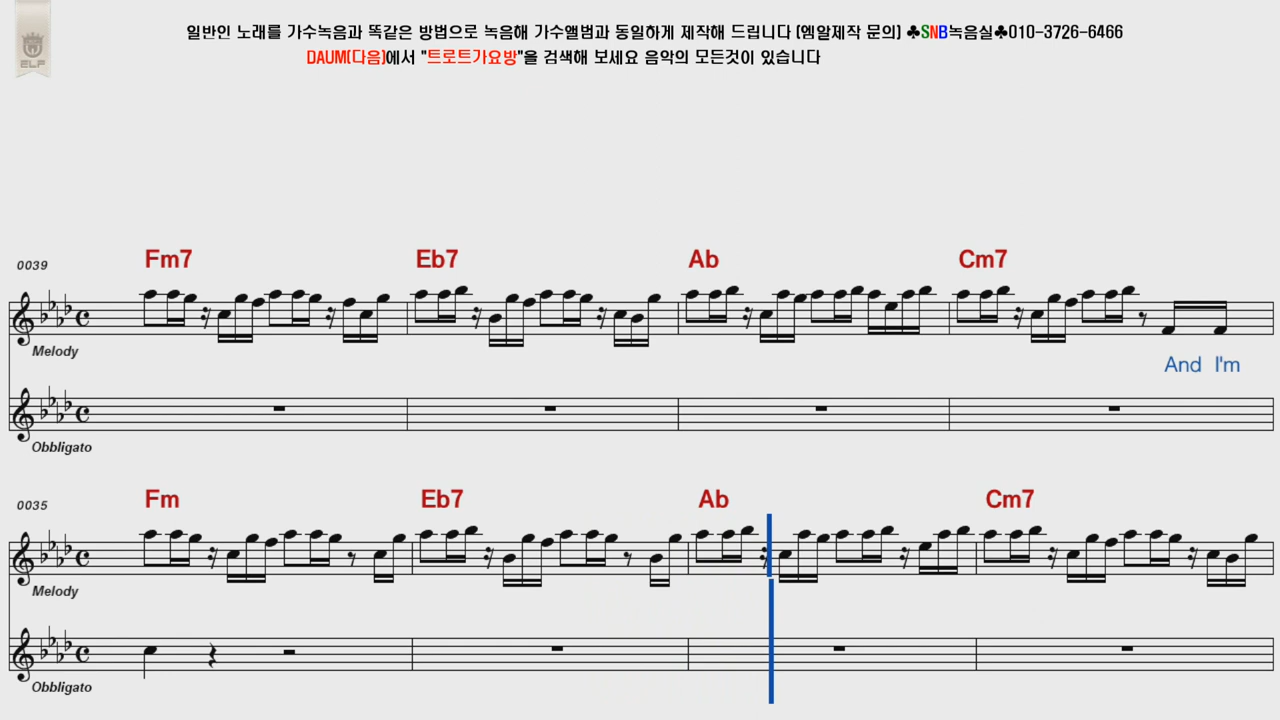 일반인 노래를 가수녹음과 똑같은 방법으로 녹음해 가수앨범과 동일하게 제작해 드립니다 (엠알제작 문의) ♣SNB녹음실♣010-3726-6466
DAUM(다음)에서 "트로트가요방"을 검색해 보세요 음악의 모든것이 있습니다
ELF
0039 Fm7 Eb7 Ab Cm7
Melody
And I'm
Obbligato
0035 Fm Eb7 Ab Cm7
Melody
Obbligato